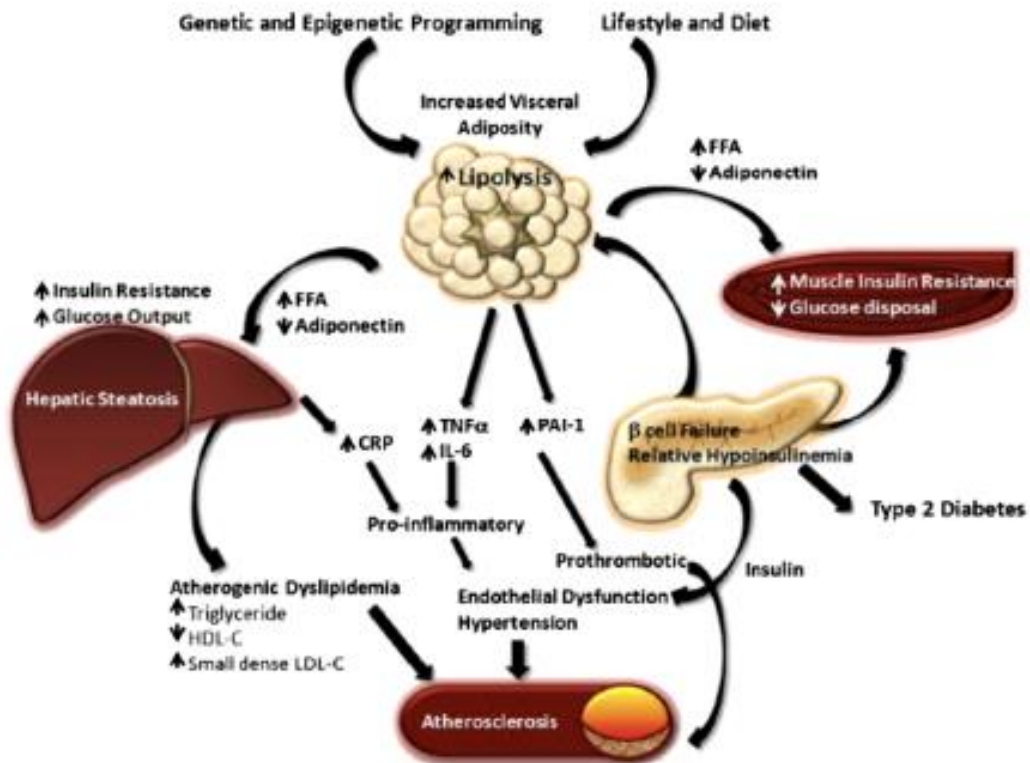 Genetic and Epigenetic Programming
Lifestyle and Diet
Increased Visceral
Adiposity
↑ Lipolysis
↑ FFA
↓ Adiponectin
↑ Muscle Insulin Resistance
↓ Glucose disposal
↑ Insulin Resistance
↑ Glucose Output
↑ FFA
↓ Adiponectin
Hepatic Steatosis
↑ CRP
↑ TNFα
↑ IL-6
↑ PAI-1
β cell Failure
Relative Hypoinsulinemia
Type 2 Diabetes
Pro-inflammatory
Prothrombotic
Insulin
Atherogenic Dyslipidemia
↑ Triglyceride
↓ HDL-C
↑ Small dense LDL-C
Endothelial Dysfunction
Hypertension
Atherosclerosis